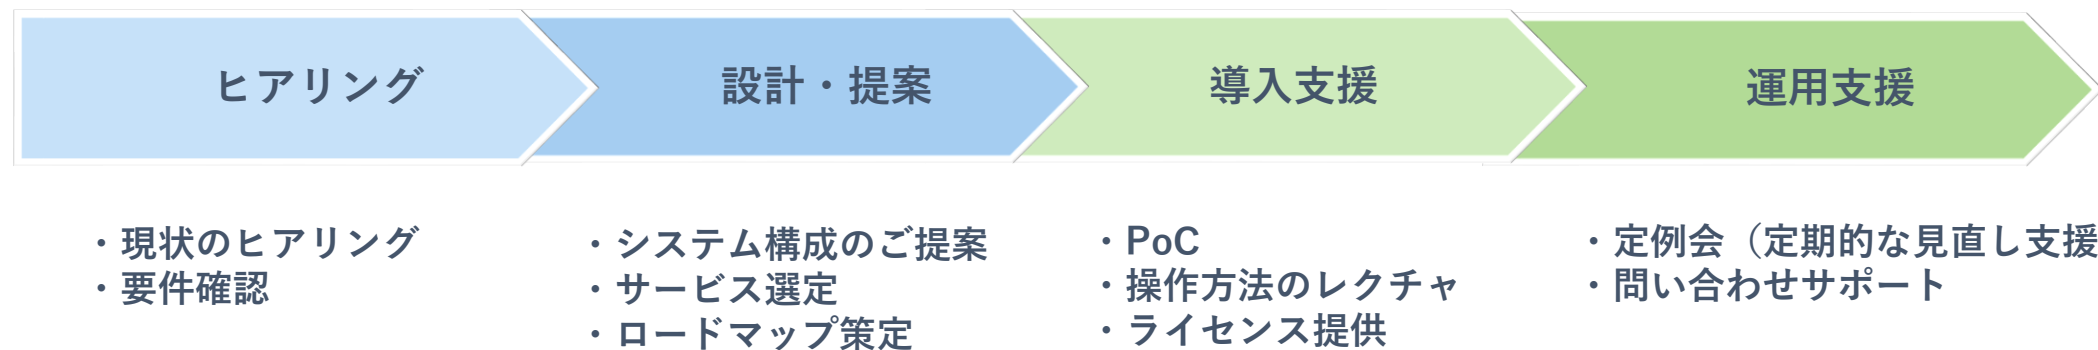 ヒアリング
設計・提案
導入支援
運用支援
・現状のヒアリング
・要件確認
・システム構成のご提案
・サービス選定
・ロードマップ策定
・PoC
・操作方法のレクチャ
・ライセンス提供
・定例会（定期的な見直し支援
・問い合わせサポート